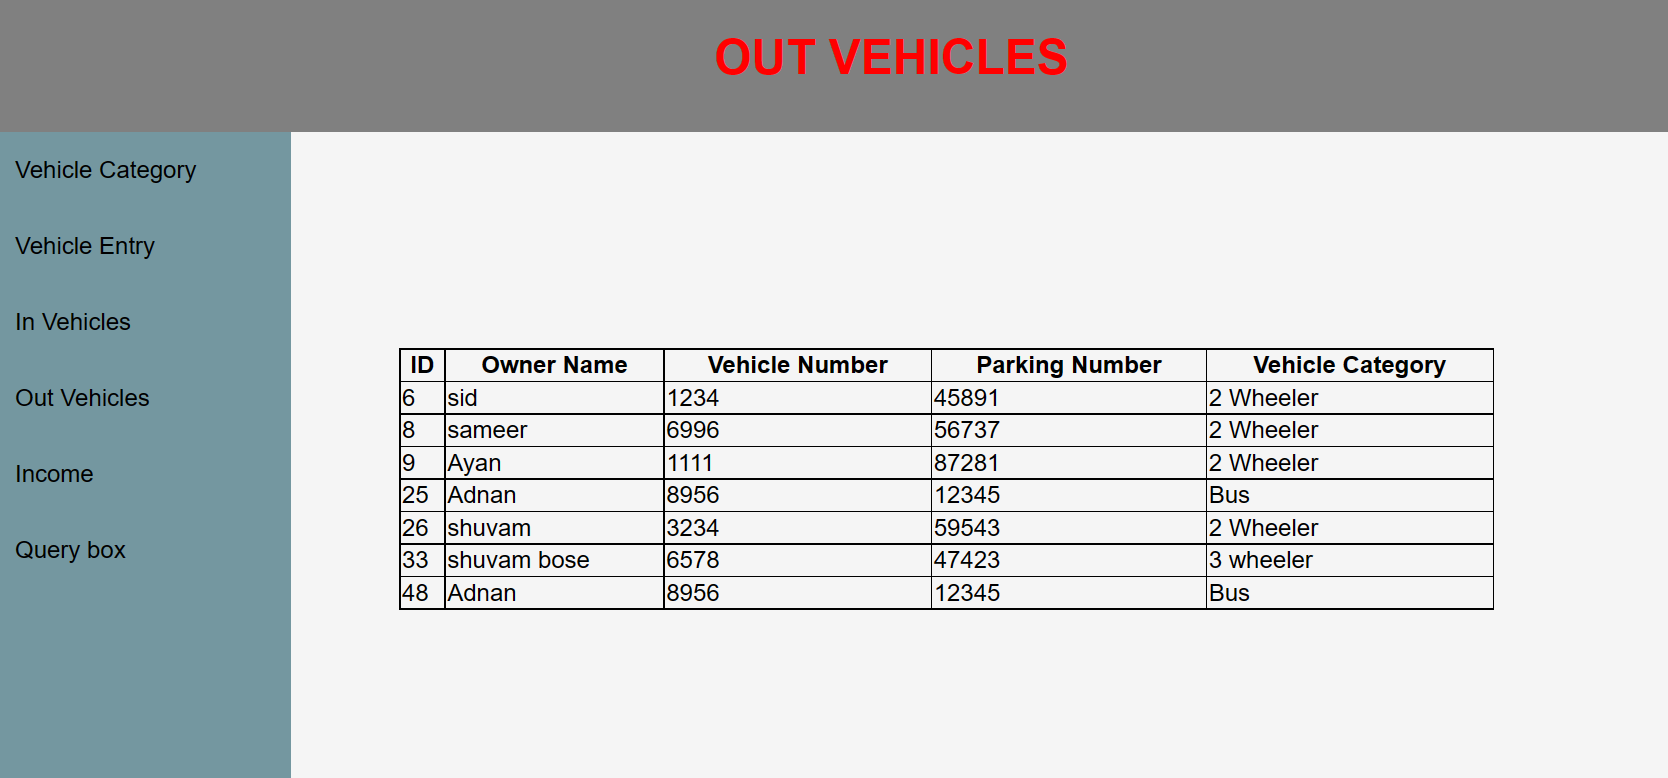 OUT VEHICLES
Vehicle Category
Vehicle Entry
In Vehicles
Out Vehicles
Income
Query box
ID Owner Name Vehicle Number Parking Number Vehicle Category
6 sid 1234 45891 2 Wheeler
8 sameer 6996 56737 2 Wheeler
9 Ayan 1111 87281 2 Wheeler
25 Adnan 8956 12345 Bus
26 shuvam 3234 59543 2 Wheeler
33 shuvam bose 6578 47423 3 wheeler
48 Adnan 8956 12345 Bus